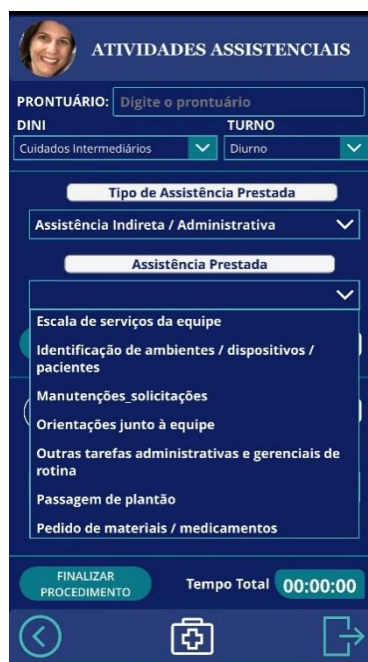 ATIVIDADES ASSISTENCIAIS
PRONTUÁRIO: Digite o prontuário
DINI TURNO
Cuidados Intermediários Diurno
Tipo de Assistência Prestada
Assistência Indireta / Administrativa
Assistência Prestada
Escala de serviços da equipe
Identificação de ambientes / dispositivos /
pacientes
Manutenções_solicitações
Orientações junto à equipe
Outras tarefas administrativas e gerenciais de
rotina
Passagem de plantão
Pedido de materiais / medicamentos
FINALIZAR
PROCEDIMENTO Tempo Total 00:00:00